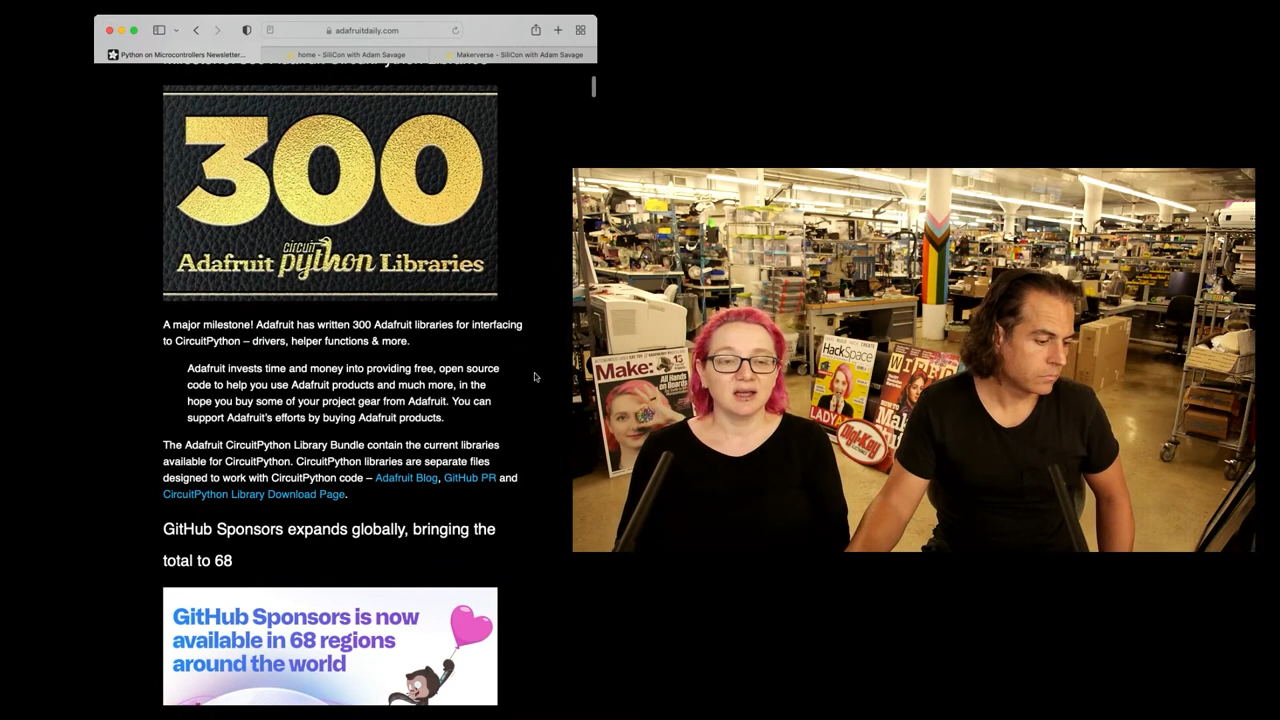 adafruitdaily.com
Python on Microcontrollers Newsletter...
home – SiliCon with Adam Savage
Makerverse – SiliCon with Adam Savage
300
Adafruit circuit python Libraries
A major milestone! Adafruit has written 300 Adafruit libraries for interfacing
to CircuitPython – drivers, helper functions & more.
Adafruit invests time and money into providing free, open source
code to help you use Adafruit products and much more, in the
hope you buy some of your project gear from Adafruit. You can
support Adafruit's efforts by buying Adafruit products.
The Adafruit CircuitPython Library Bundle contain the current libraries
available for CircuitPython. CircuitPython libraries are separate files
designed to work with CircuitPython code – Adafruit Blog, GitHub PR and
CircuitPython Library Download Page.
GitHub Sponsors expands globally, bringing the
total to 68
GitHub Sponsors is now
available in 68 regions
around the world
Make:
15
All Hands
on Boards
HackSpace
LADYA
Digi-Key
WIRED